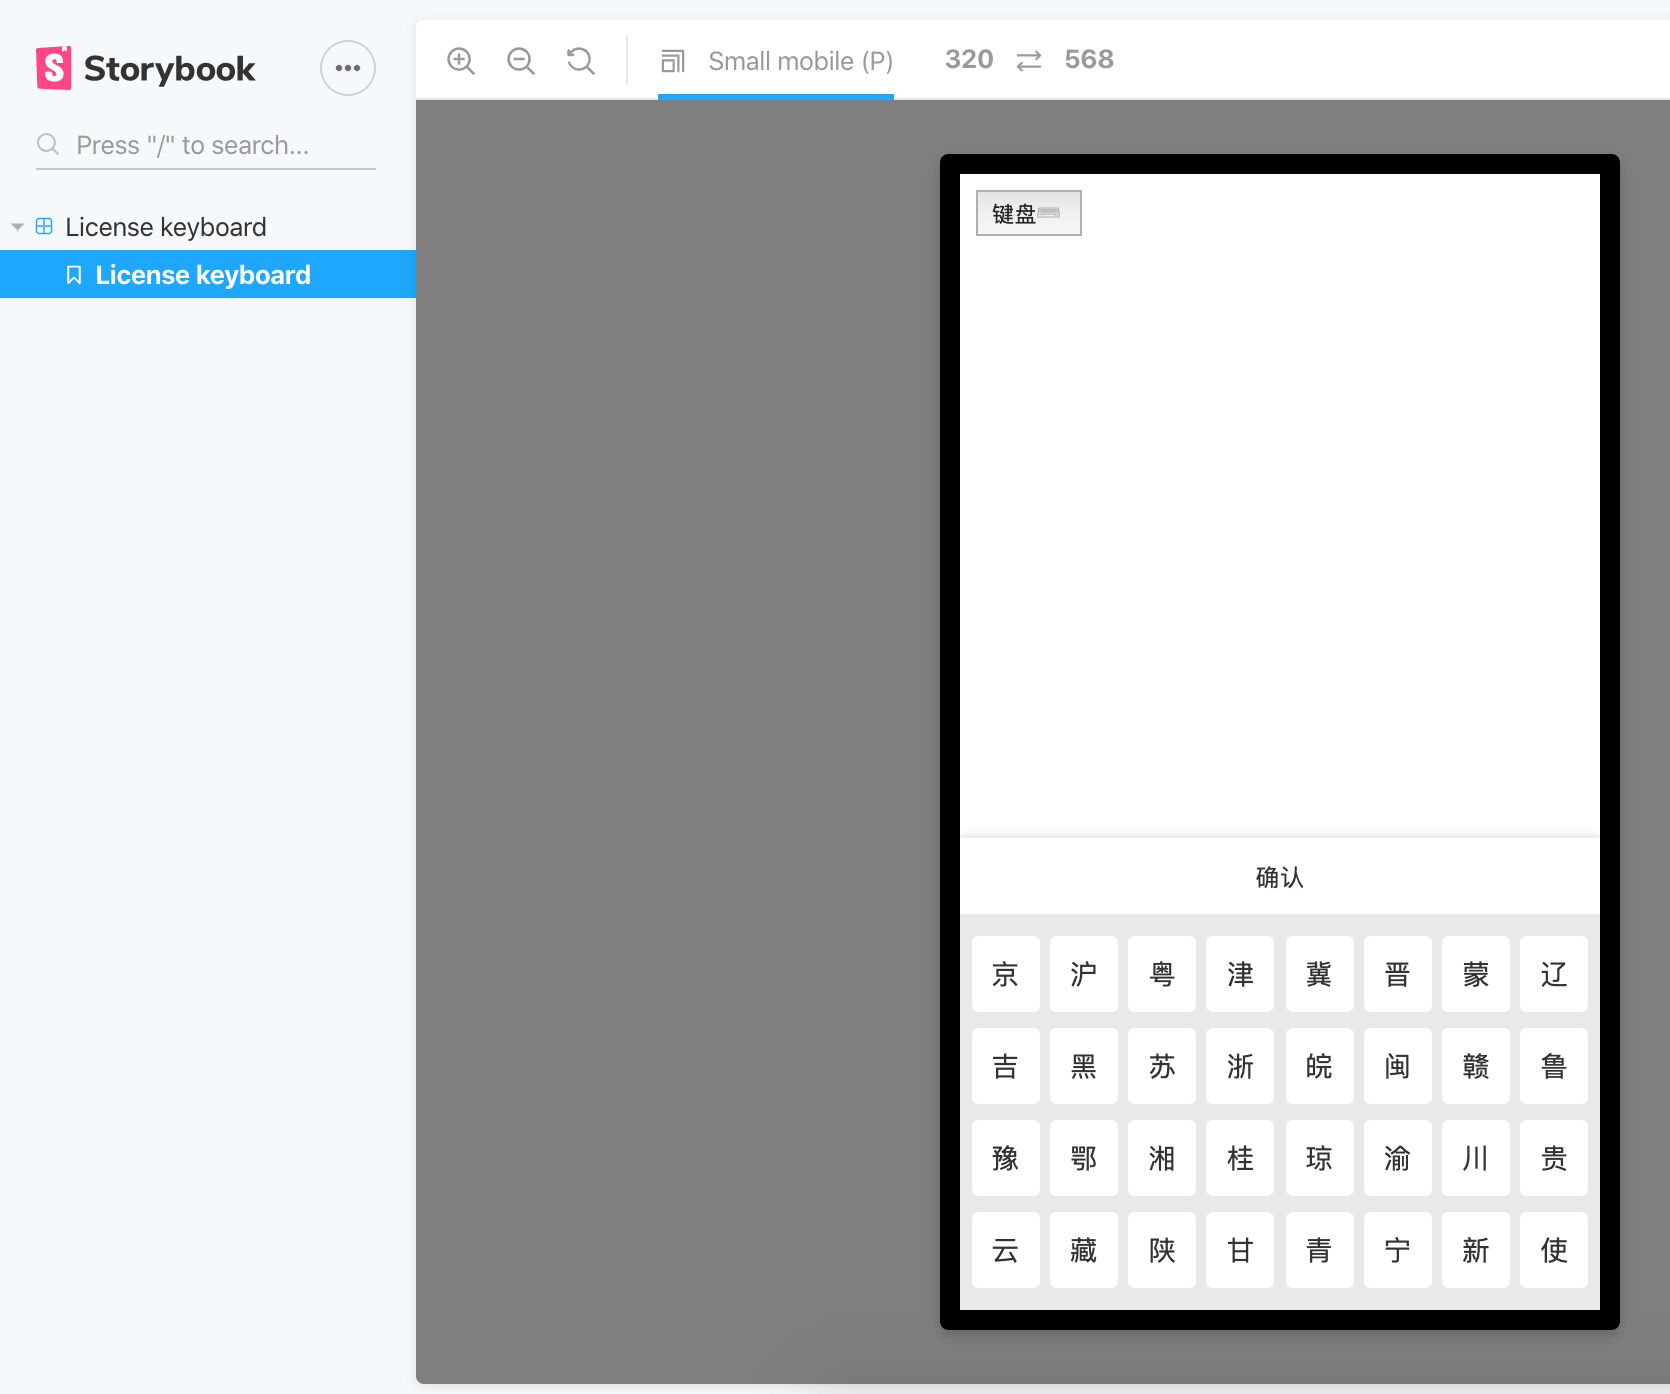 Storybook
Press "/" to search...
License keyboard
License keyboard
Small mobile (P) 320 568
键盘
确认
京 沪 粤 津 冀 晋 蒙 辽
吉 黑 苏 浙 皖 闽 赣 鲁
豫 鄂 湘 桂 琼 渝 川 贵
云 藏 陕 甘 青 宁 新 使